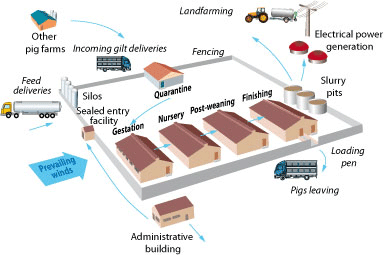 Landfarming
Electrical power
generation
Other
pig farms
Incoming gilt deliveries
Fencing
Feed
deliveries
Silos
Sealed entry
facility
Quarantine
Slurry
pits
Gestation
Nursery
Post-weaning
Finishing
Loading
pen
Prevailing
winds
Pigs leaving
Administrative
building